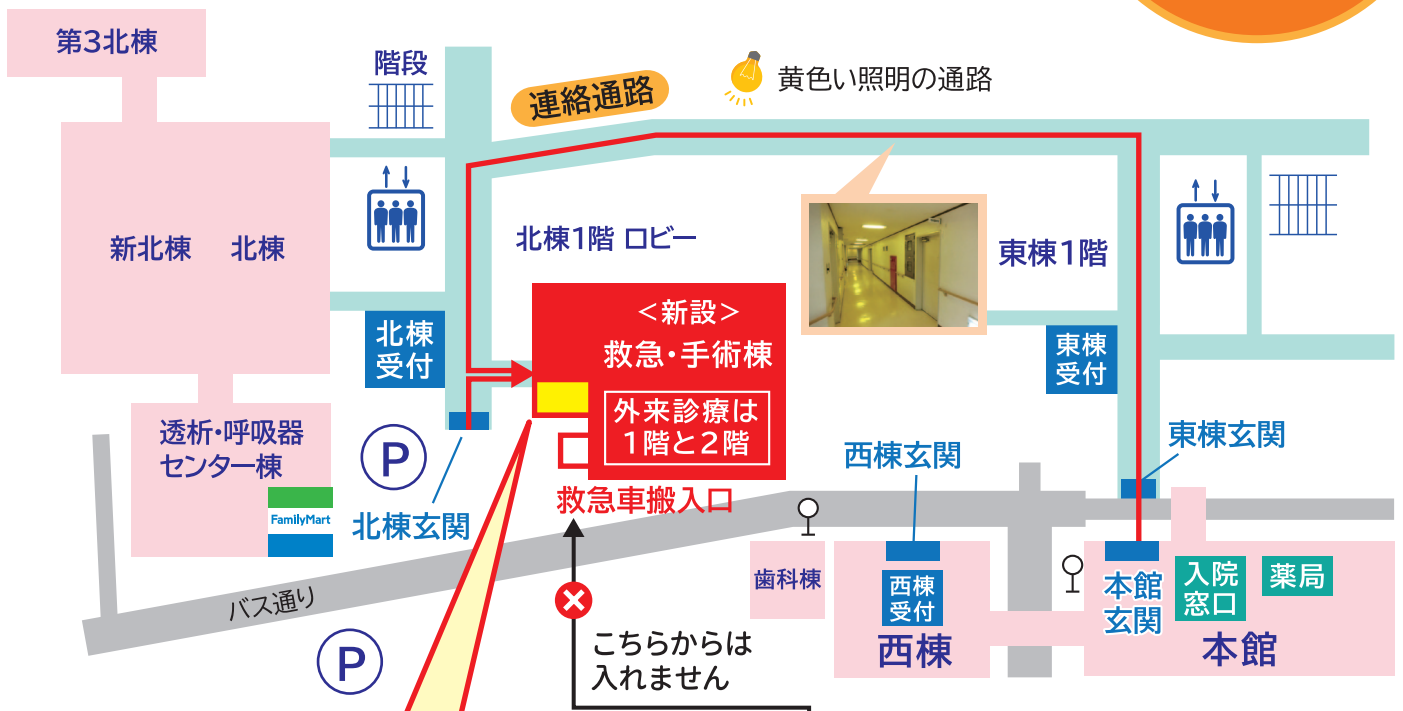 第3北棟
階段
連絡通路
黄色い照明の通路
新北棟
北棟
北棟1階 ロビー
東棟1階
<新設>
救急・手術棟
外来診療は
1階と2階
北棟
受付
東棟
受付
透析・呼吸器
センター棟
P
FamilyMart
北棟玄関
救急車搬入口
西棟玄関
東棟玄関
バス通り
歯科棟
西棟
受付
西棟
本館
玄関
入院
窓口
薬局
本館
P
こちらからは
入れません